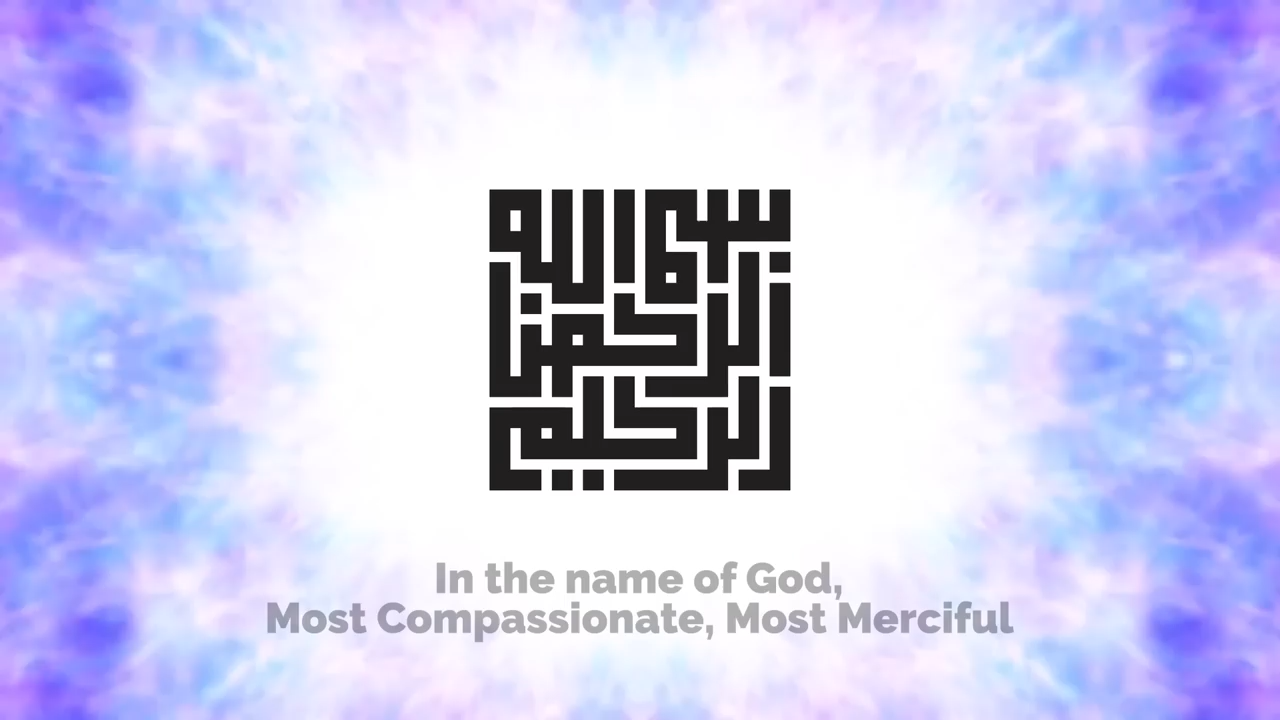 بسم الله
الرحمن
الرحيم
In the name of God,
Most Compassionate, Most Merciful